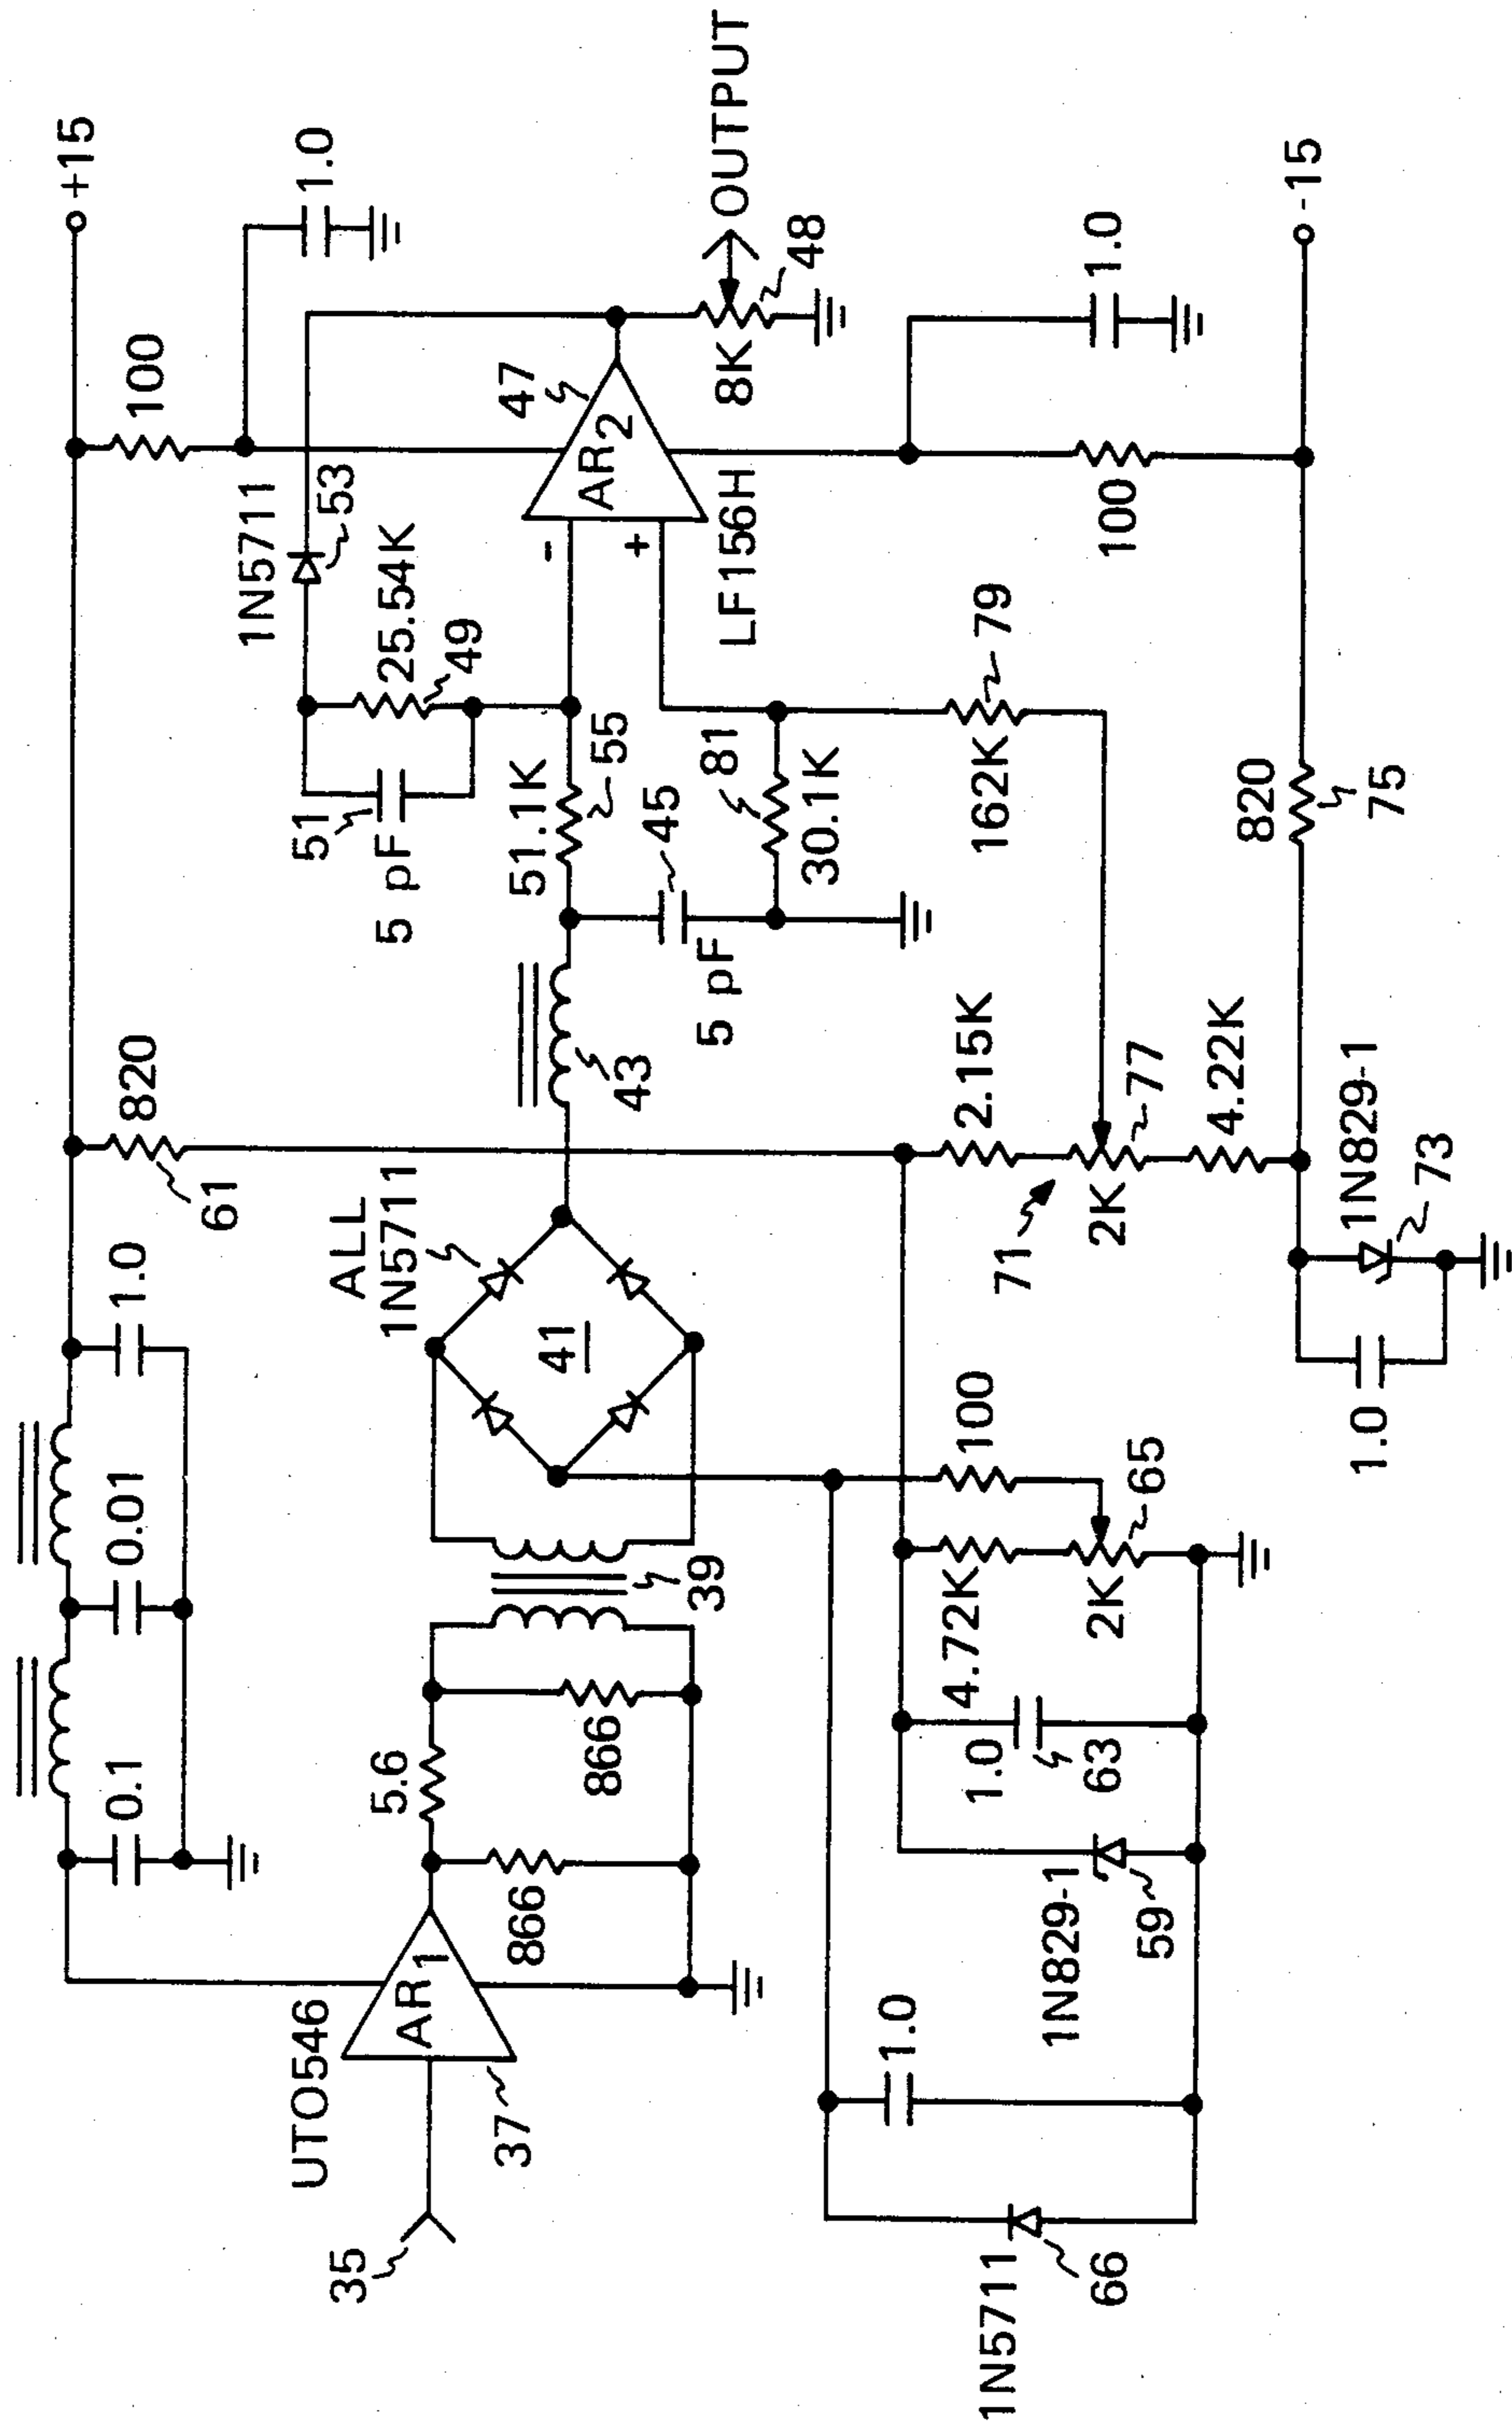 +15
0.1
0.01
1.0
820
61
100
1.0
UTO546
AR1
35
37
866
5.6
866
39
ALL
1N5711
41
43
5 pF
45
51.1K
55
51
5 pF
25.54K
49
1N5711
53
47
AR2
-
+
LF156H
8K
48
OUTPUT
81
30.1K
162K
79
1N5711
66
1.0
1N829-1
59
1.0
63
4.72K
2K
65
100
71
2.15K
2K
77
4.22K
1.0
1N829-1
73
820
75
100
1.0
-15